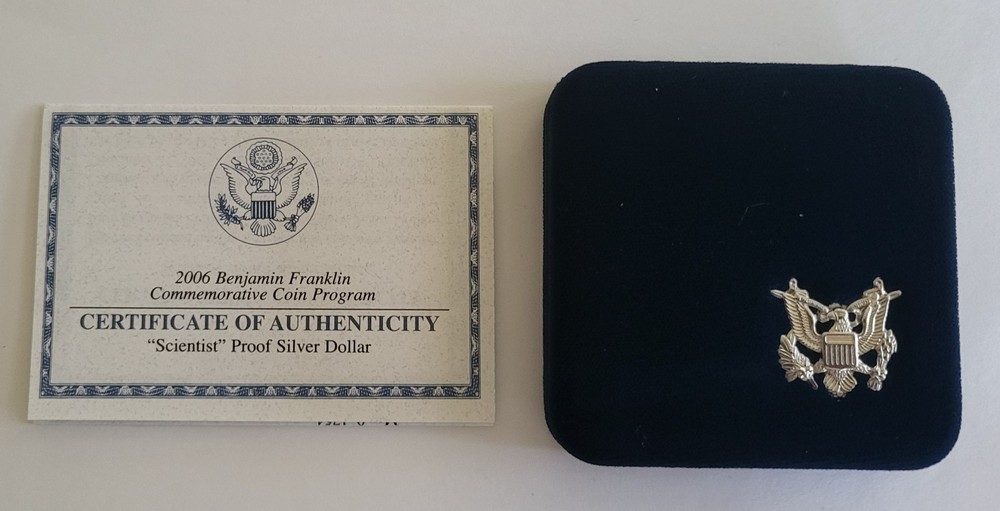 2006 Benjamin Franklin
Commemorative Coin Program
CERTIFICATE OF AUTHENTICITY
“Scientist” Proof Silver Dollar